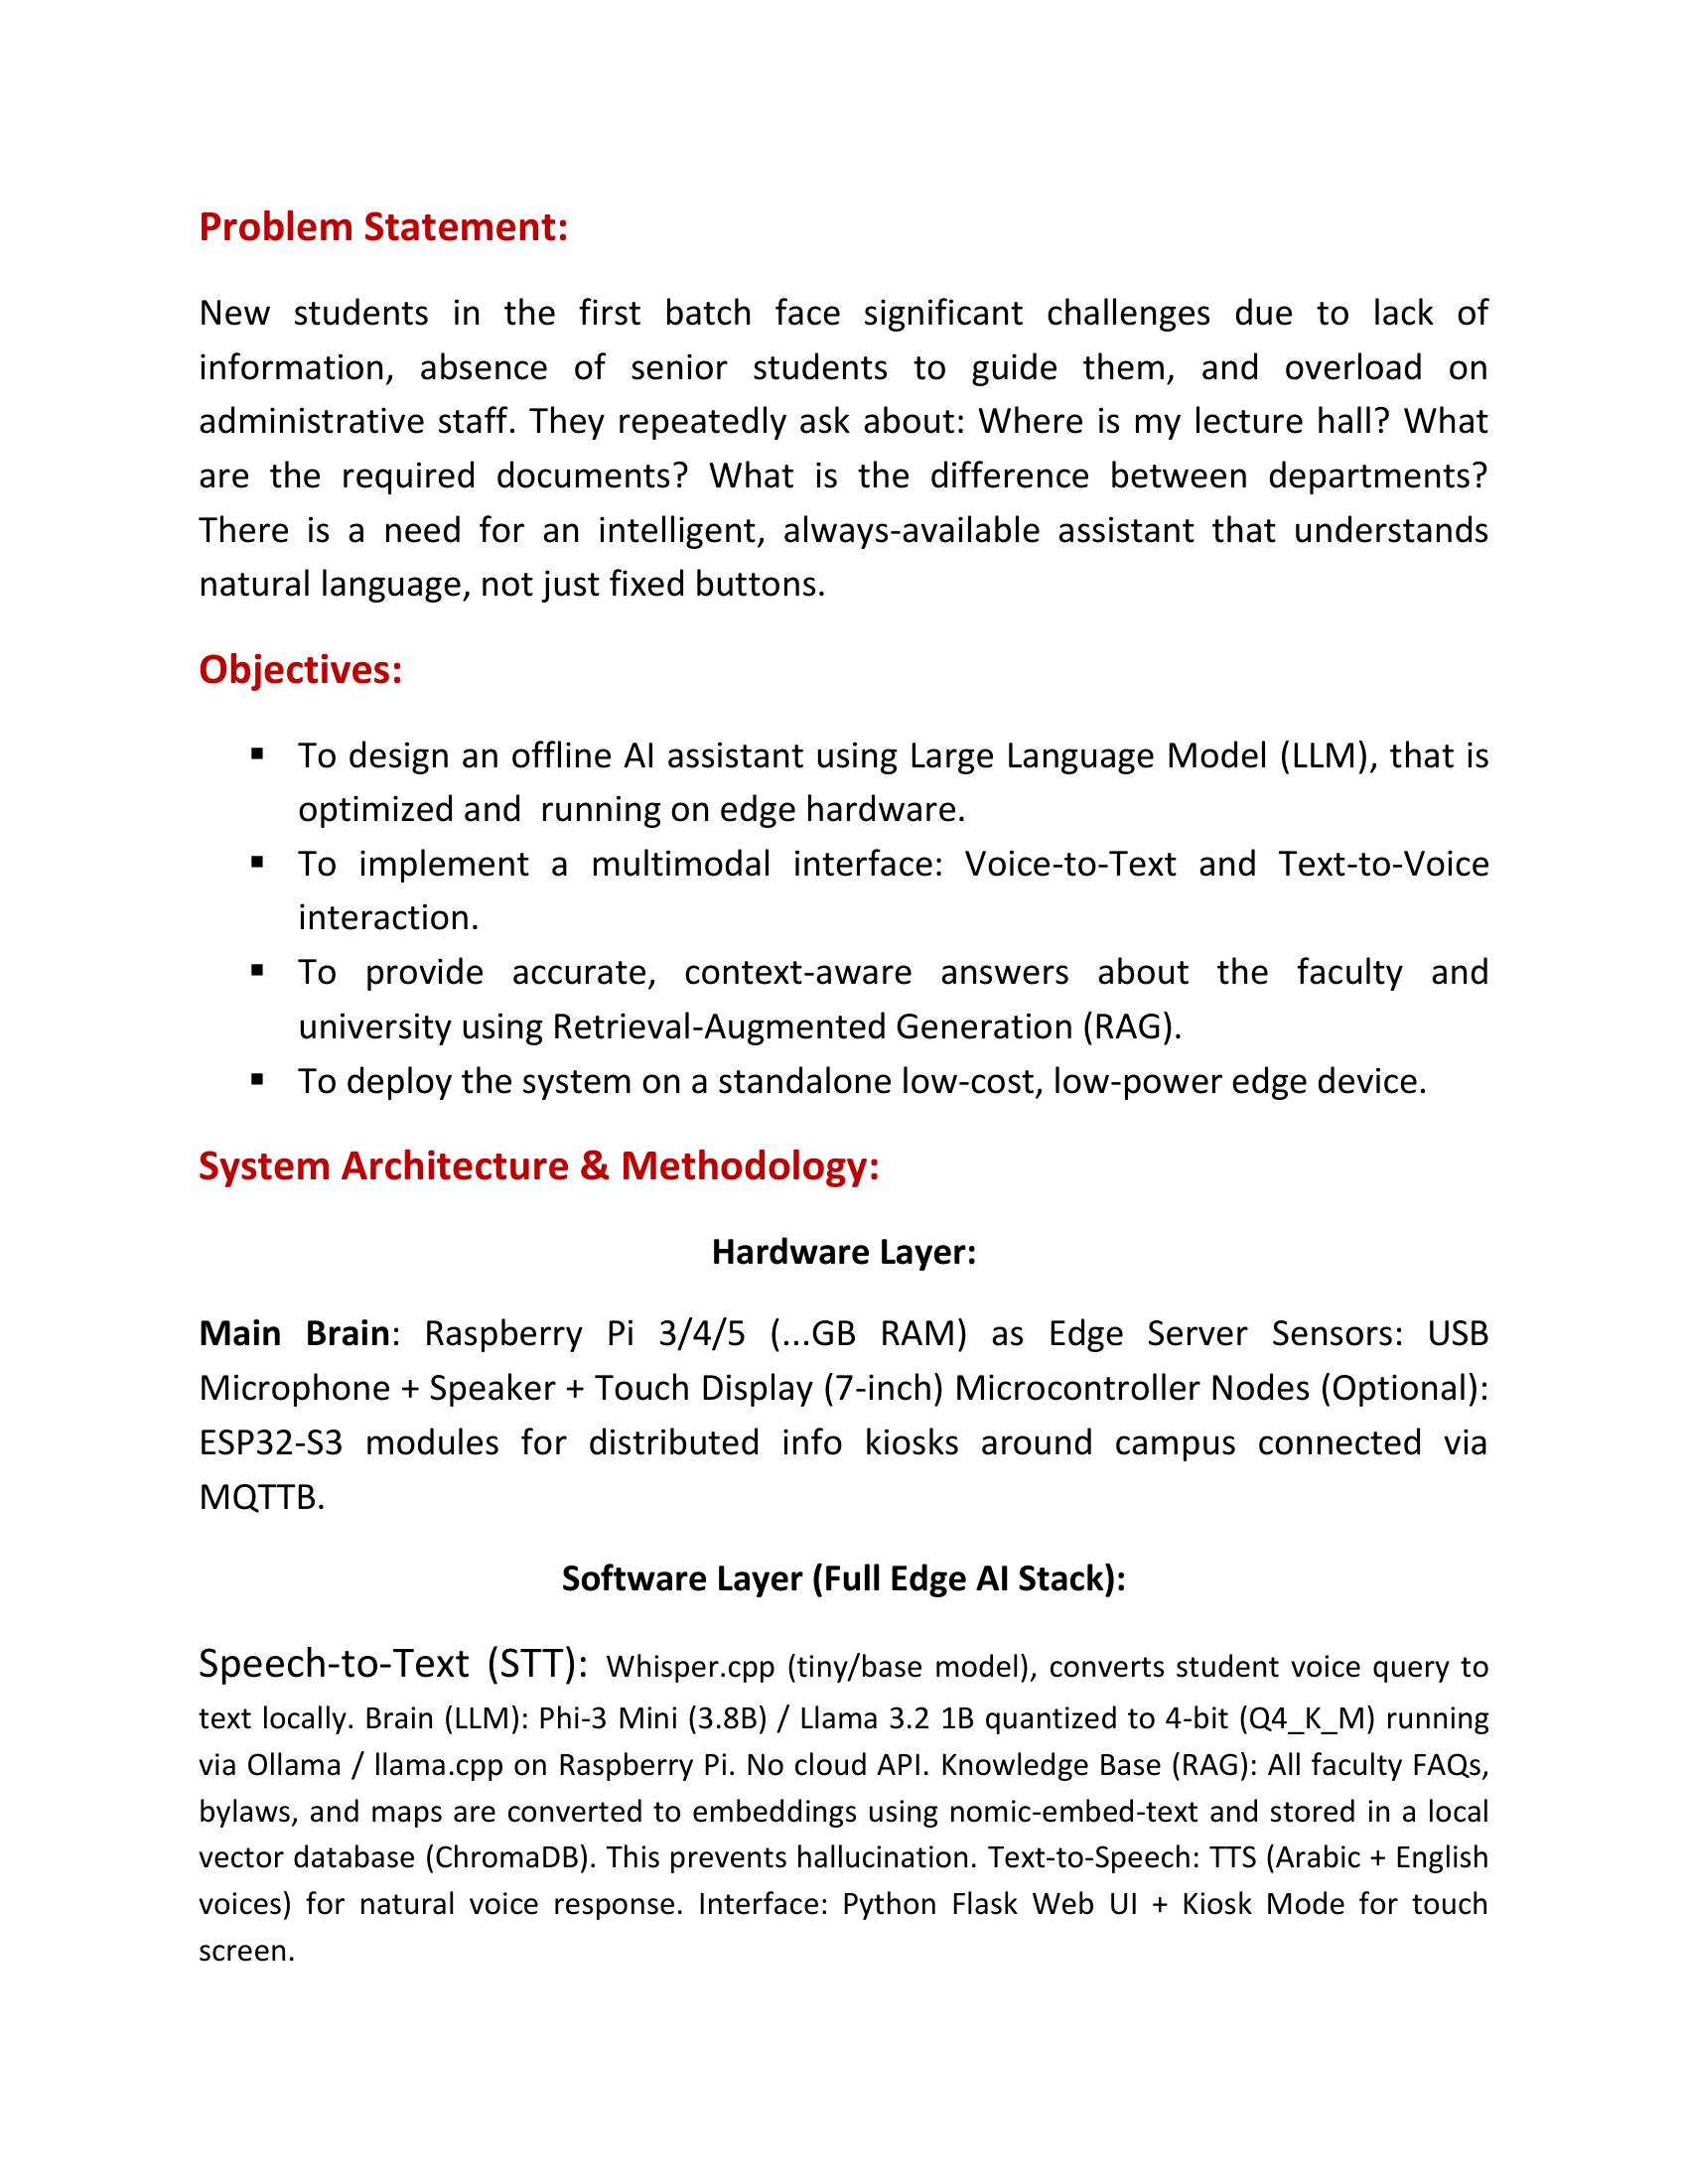 Problem Statement:
New students in the first batch face significant challenges due to lack of
information, absence of senior students to guide them, and overload on
administrative staff. They repeatedly ask about: Where is my lecture hall? What
are the required documents? What is the difference between departments?
There is a need for an intelligent, always-available assistant that understands
natural language, not just fixed buttons.
Objectives:
▪ To design an offline AI assistant using Large Language Model (LLM), that is
optimized and  running on edge hardware.
▪ To implement a multimodal interface: Voice-to-Text and Text-to-Voice
interaction.
▪ To provide accurate, context-aware answers about the faculty and
university using Retrieval-Augmented Generation (RAG).
▪ To deploy the system on a standalone low-cost, low-power edge device.
System Architecture & Methodology:
Hardware Layer:
Main Brain: Raspberry Pi 3/4/5 (...GB RAM) as Edge Server Sensors: USB
Microphone + Speaker + Touch Display (7-inch) Microcontroller Nodes (Optional):
ESP32-S3 modules for distributed info kiosks around campus connected via
MQTTB.
Software Layer (Full Edge AI Stack):
Speech-to-Text (STT): Whisper.cpp (tiny/base model), converts student voice query to
text locally. Brain (LLM): Phi-3 Mini (3.8B) / Llama 3.2 1B quantized to 4-bit (Q4_K_M) running
via Ollama / llama.cpp on Raspberry Pi. No cloud API. Knowledge Base (RAG): All faculty FAQs,
bylaws, and maps are converted to embeddings using nomic-embed-text and stored in a local
vector database (ChromaDB). This prevents hallucination. Text-to-Speech: TTS (Arabic + English
voices) for natural voice response. Interface: Python Flask Web UI + Kiosk Mode for touch
screen.